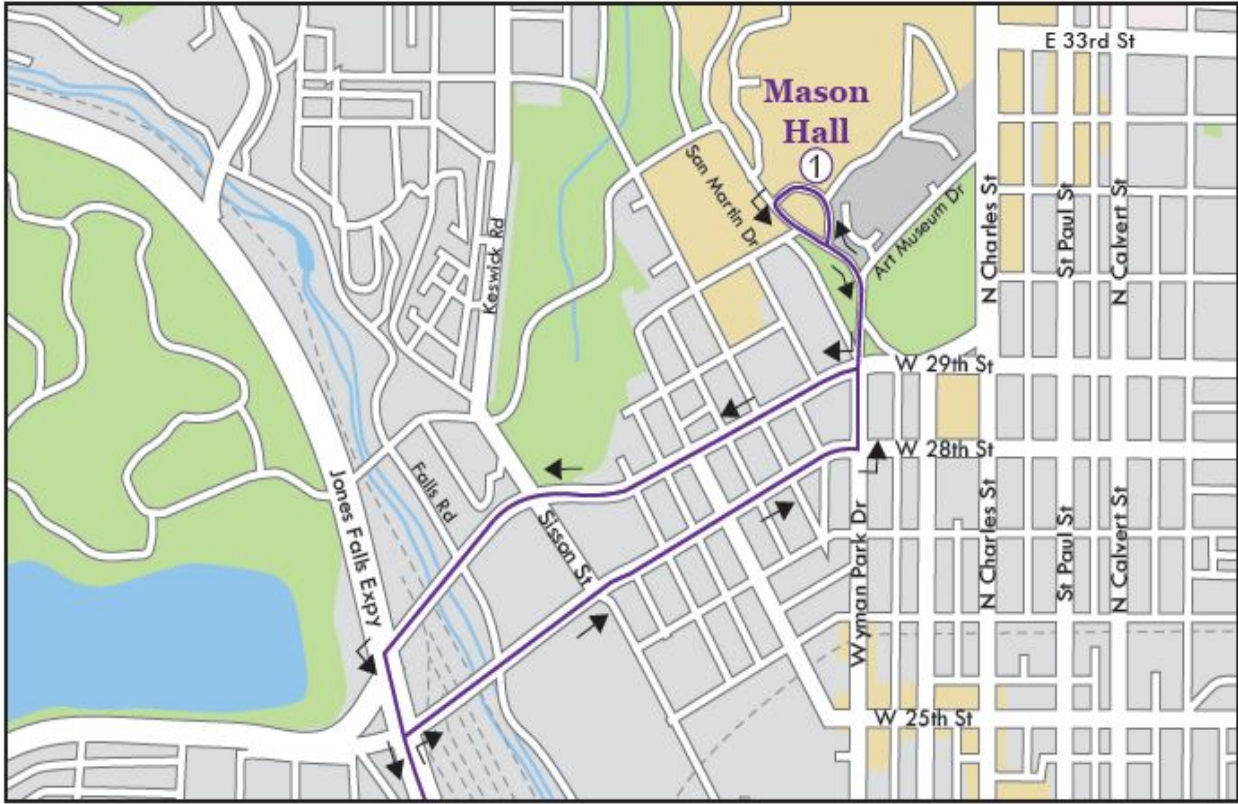 E 33rd St
Mason
Hall
1
San Martin Dr
Art Museum Dr
N Charles St
St Paul St
N Calvert St
Keswick Rd
W 29th St
W 28th St
Jones Falls Expy
Falls Rd
Sisson St
Wyman Park Dr
N Charles St
St Paul St
N Calvert St
W 25th St